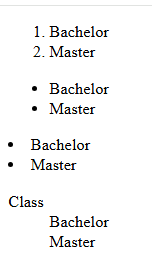 1. Bachelor
2. Master
• Bachelor
• Master
• Bachelor
• Master
Class
Bachelor
Master